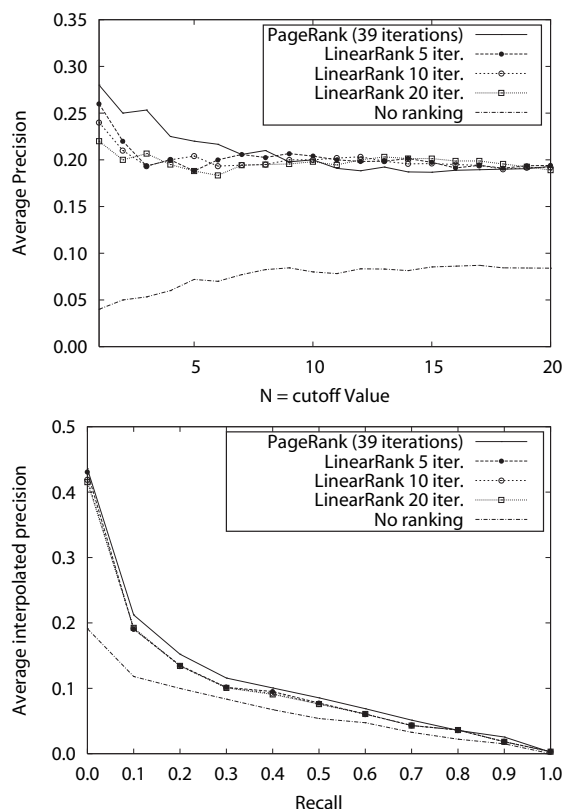 0.35
0.30
0.25
0.20
0.15
0.10
0.05
0.00
Average Precision
PageRank (39 iterations)
LinearRank 5 iter.
LinearRank 10 iter.
LinearRank 20 iter.
No ranking
5 10 15 20
N = cutoff Value
0.5
0.4
0.3
0.2
0.1
0.0
Average interpolated precision
PageRank (39 iterations)
LinearRank 5 iter.
LinearRank 10 iter.
LinearRank 20 iter.
No ranking
0.0 0.1 0.2 0.3 0.4 0.5 0.6 0.7 0.8 0.9 1.0
Recall